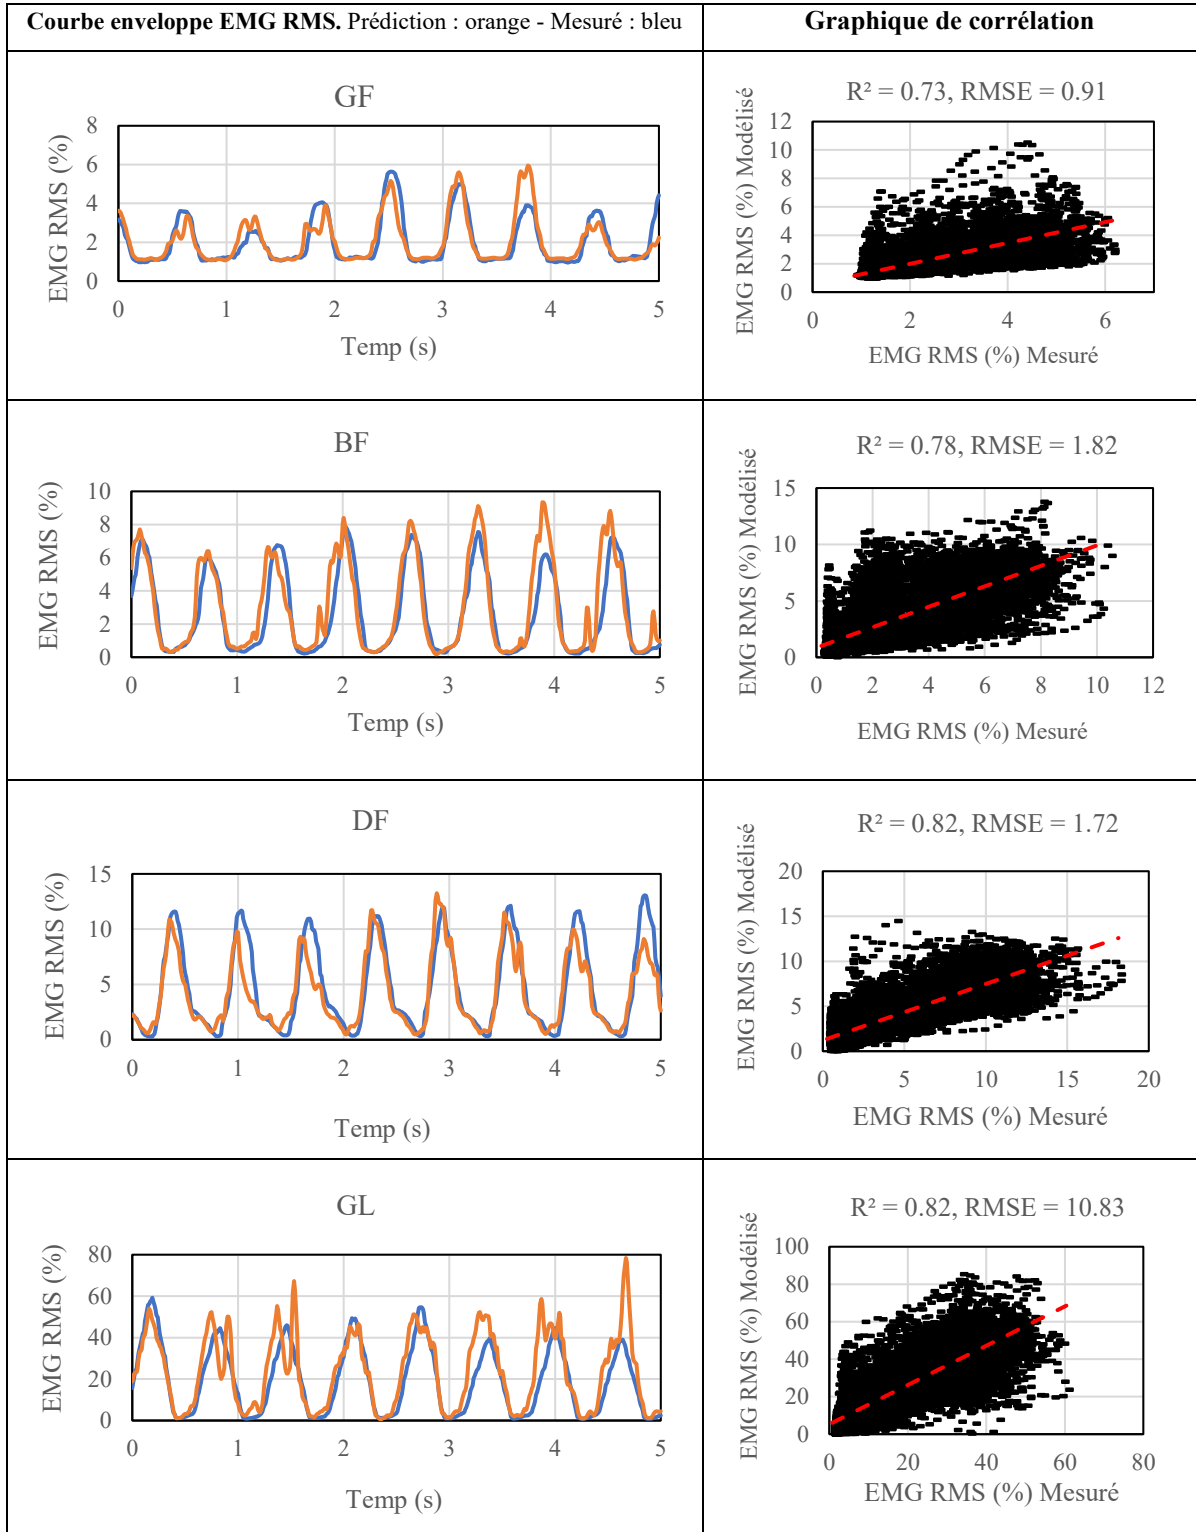 Courbe enveloppe EMG RMS. Prédiction : orange - Mesuré : bleu
Graphique de corrélation
GF
EMG RMS (%)
8
6
4
2
0
0 1 2 3 4 5
Temp (s)
R² = 0.73, RMSE = 0.91
EMG RMS (%) Modélisé
12
10
8
6
4
2
0
0 2 4 6
EMG RMS (%) Mesuré
BF
EMG RMS (%)
10
8
6
4
2
0
0 1 2 3 4 5
Temp (s)
R² = 0.78, RMSE = 1.82
EMG RMS (%) Modélisé
15
10
5
0
0 2 4 6 8 10 12
EMG RMS (%) Mesuré
DF
EMG RMS (%)
15
10
5
0
0 1 2 3 4 5
Temp (s)
R² = 0.82, RMSE = 1.72
EMG RMS (%) Modélisé
20
15
10
5
0
0 5 10 15 20
EMG RMS (%) Mesuré
GL
EMG RMS (%)
80
60
40
20
0
0 1 2 3 4 5
Temp (s)
R² = 0.82, RMSE = 10.83
EMG RMS (%) Modélisé
100
80
60
40
20
0
0 20 40 60 80
EMG RMS (%) Mesuré